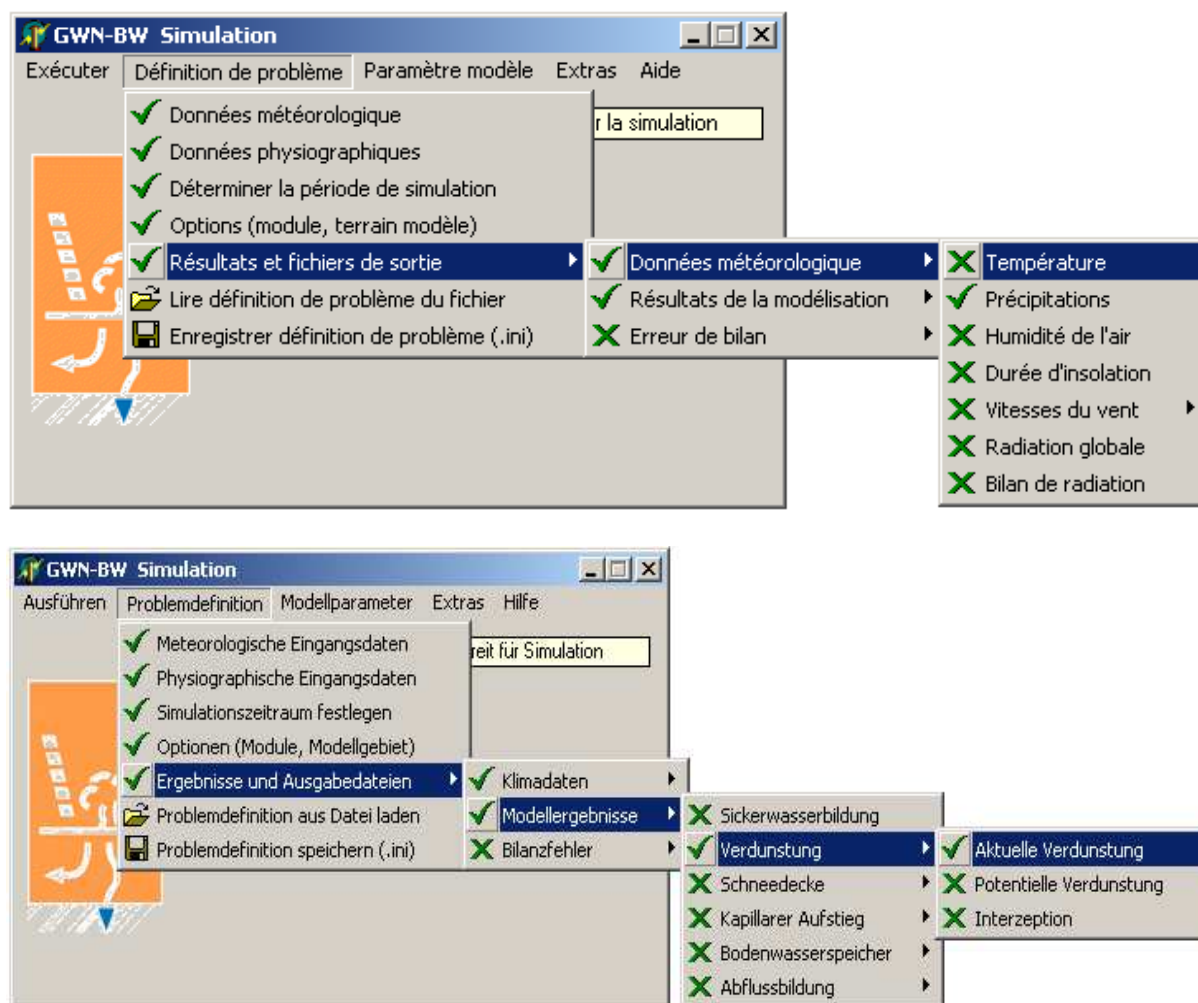 GWN-BW Simulation
Exécuter Définition de problème Paramètre modèle Extras Aide
Données météorologique
r la simulation
Données physiographiques
Déterminer la période de simulation
Options (module, terrain modèle)
Résultats et fichiers de sortie
Lire définition de problème du fichier
Enregistrer définition de problème (.ini)
Données météorologique
Résultats de la modélisation
Erreur de bilan
Température
Précipitations
Humidité de l'air
Durée d'insolation
Vitesses du vent
Radiation globale
Bilan de radiation
GWN-BW Simulation
Ausführen Problemdefinition Modellparameter Extras Hilfe
Meteorologische Eingangsdaten
reit für Simulation
Physiographische Eingangsdaten
Simulationszeitraum festlegen
Optionen (Module, Modellgebiet)
Ergebnisse und Ausgabedateien
Problemdefinition aus Datei laden
Problemdefinition speichern (.ini)
Klimadaten
Modellergebnisse
Bilanzfehler
Sickerwasserbildung
Verdunstung
Schneedecke
Kapillarer Aufstieg
Bodenwasserspeicher
Abflussbildung
Aktuelle Verdunstung
Potentielle Verdunstung
Interzeption